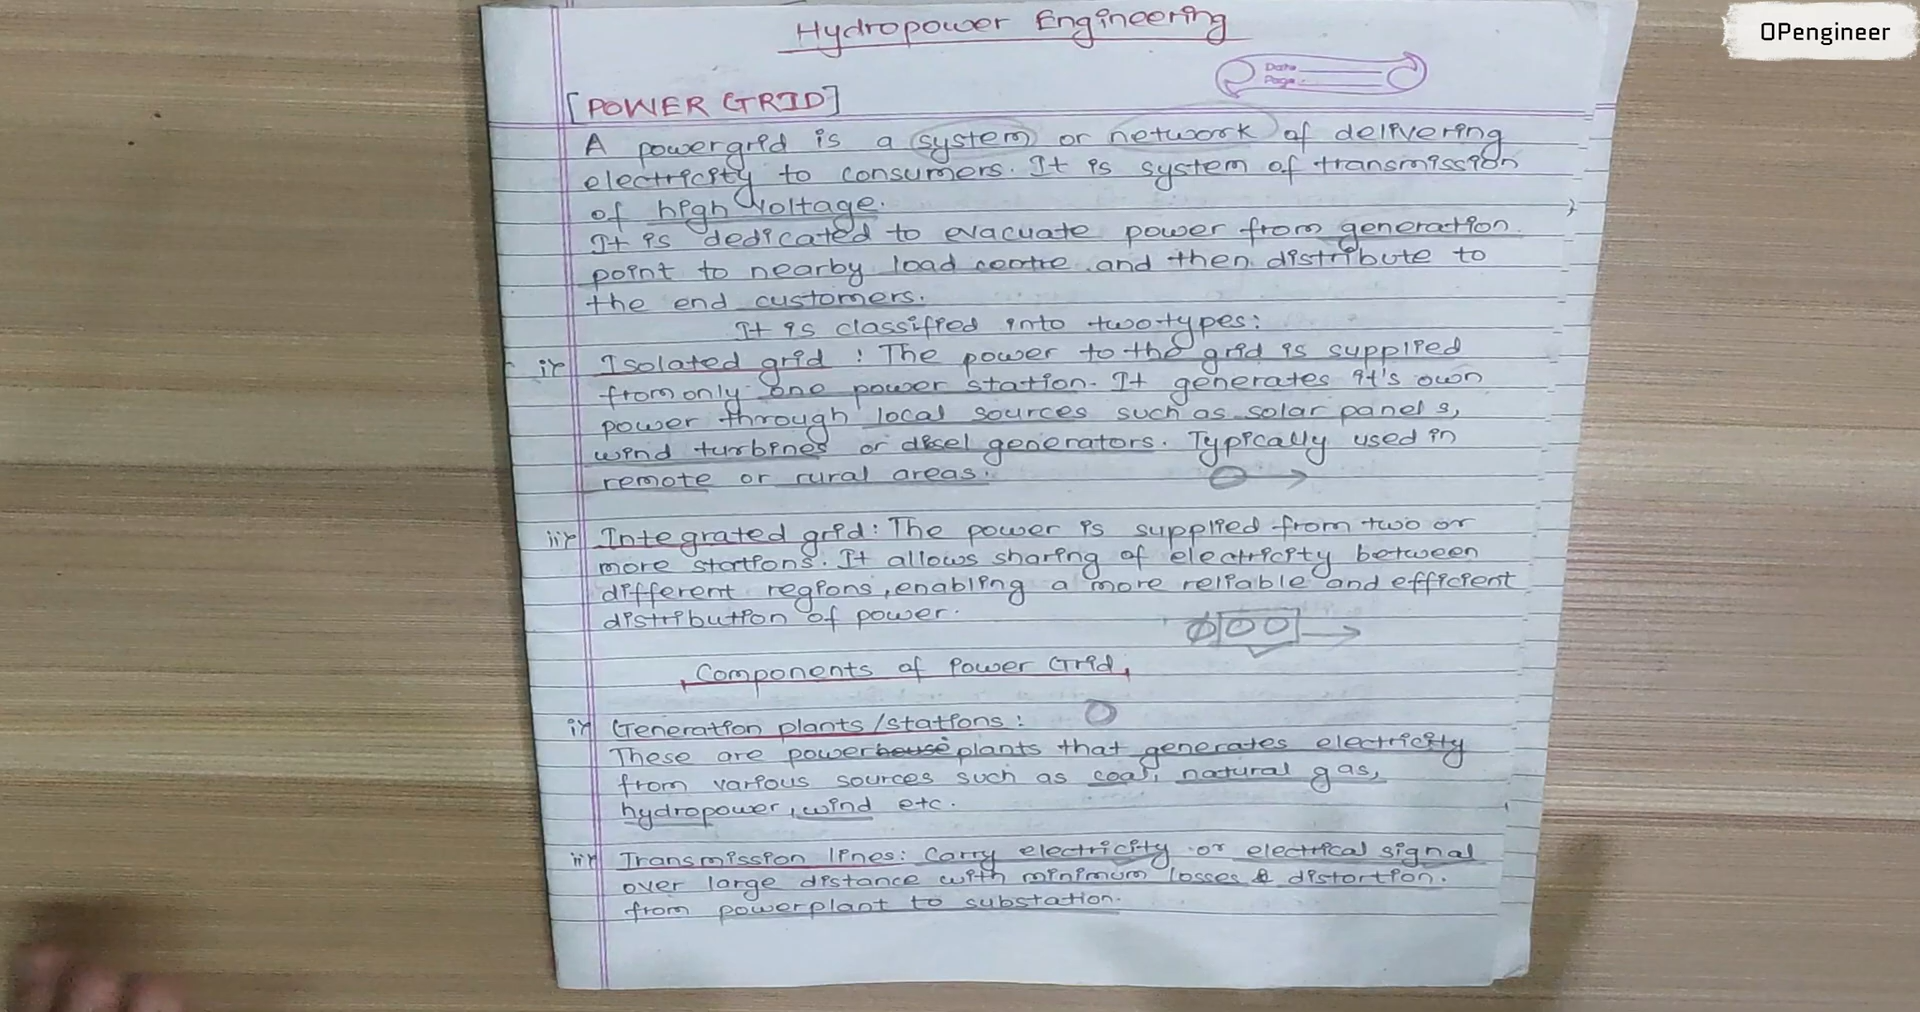 OPengineer
Hydropower Engineering
Date
Page
[POWER GRID]
A powergrid is a system or network of delivering
electricity to consumers. It is system of transmission
of high voltage.
It is dedicated to evacuate power from generation
point to nearby load centre and then distribute to
the end customers.
It is classified into two types:
i) Isolated grid : The power to the grid is supplied
from only one power station. It generates it's own
power through local sources such as solar panels,
wind turbines or disel generators. Typically used in
remote or rural areas.
ii) Integrated grid: The power is supplied from two or
more stations. It allows sharing of electricity between
different regions, enabling a more reliable and efficient
distribution of power.
Components of Power Grid
i) Generation plants/stations:
These are powerhouse plants that generates electricity
from various sources such as coal, natural gas,
hydropower, wind etc.
ii) Transmission lines: Carry electricity or electrical signal
over large distance with minimum losses & distortion.
from powerplant to substation.